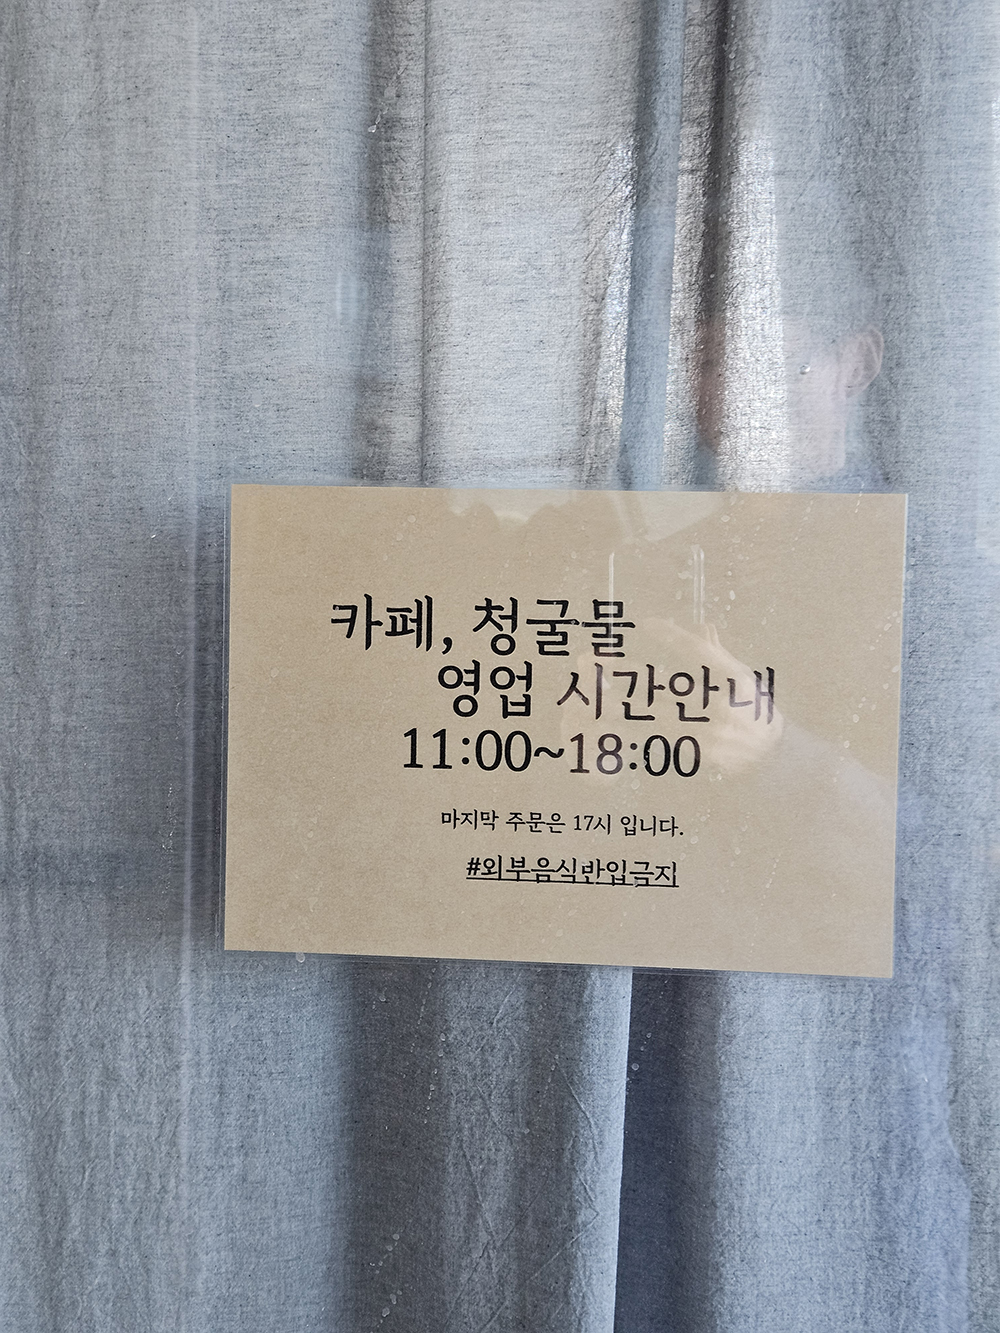 카페, 청굴물
영업 시간안내
11:00~18:00
마지막 주문은 17시 입니다.
#외부음식반입금지